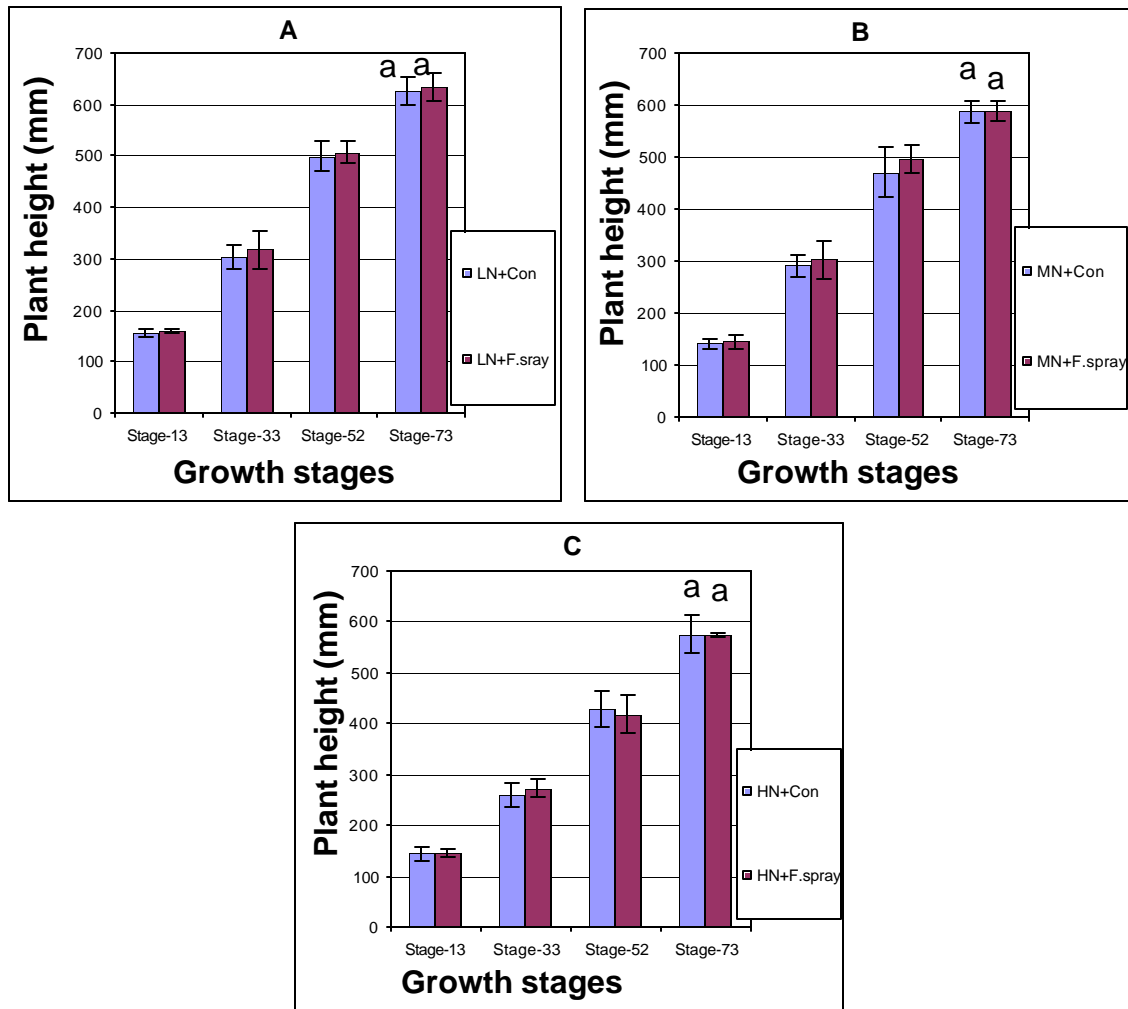 A
Plant height (mm)
700
600
500
400
300
200
100
0
a a
Stage-13 Stage-33 Stage-52 Stage-73
Growth stages
LN+Con
LN+F.sray
B
Plant height (mm)
700
600
500
400
300
200
100
0
a a
Stage-13 Stage-33 Stage-52 Stage-73
Growth stages
MN+Con
MN+F.spray
C
Plant height (mm)
700
600
500
400
300
200
100
0
a a
Stage-13 Stage-33 Stage-52 Stage-73
Growth stages
HN+Con
HN+F.spray